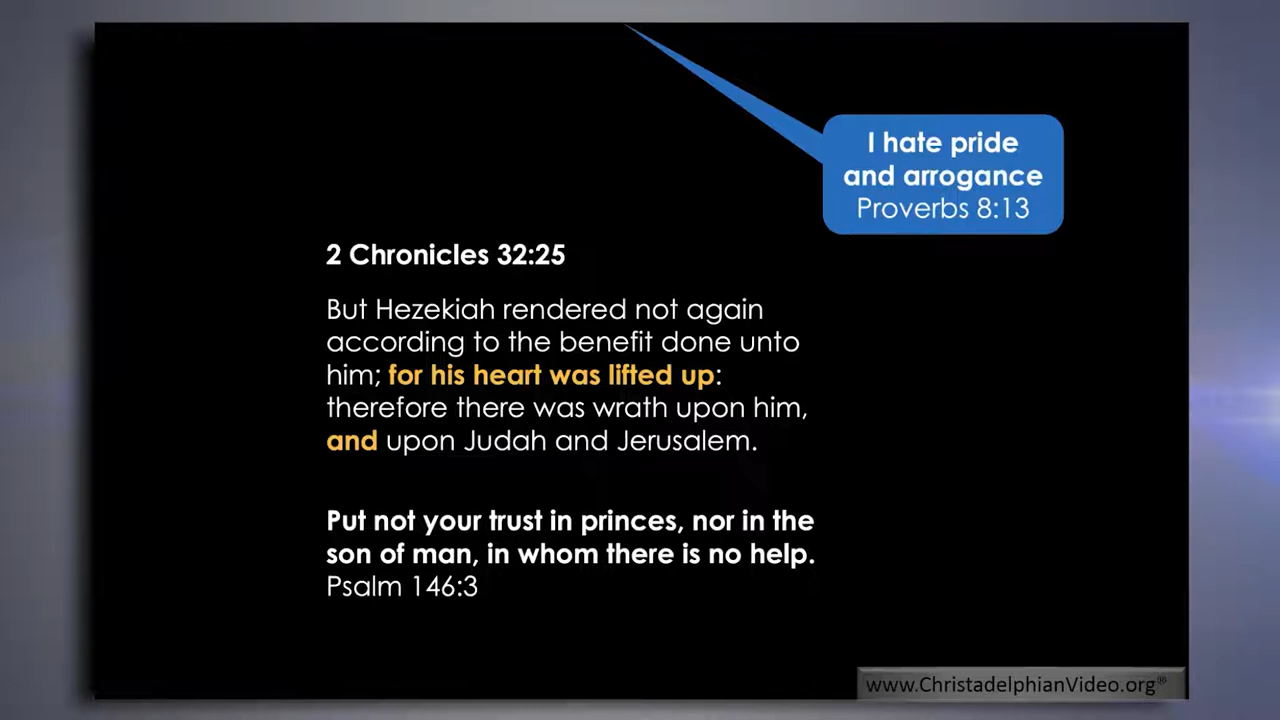 I hate pride
and arrogance
Proverbs 8:13
2 Chronicles 32:25
But Hezekiah rendered not again
according to the benefit done unto
him; for his heart was lifted up:
therefore there was wrath upon him,
and upon Judah and Jerusalem.
Put not your trust in princes, nor in the
son of man, in whom there is no help.
Psalm 146:3
www.ChristadelphianVideo.org